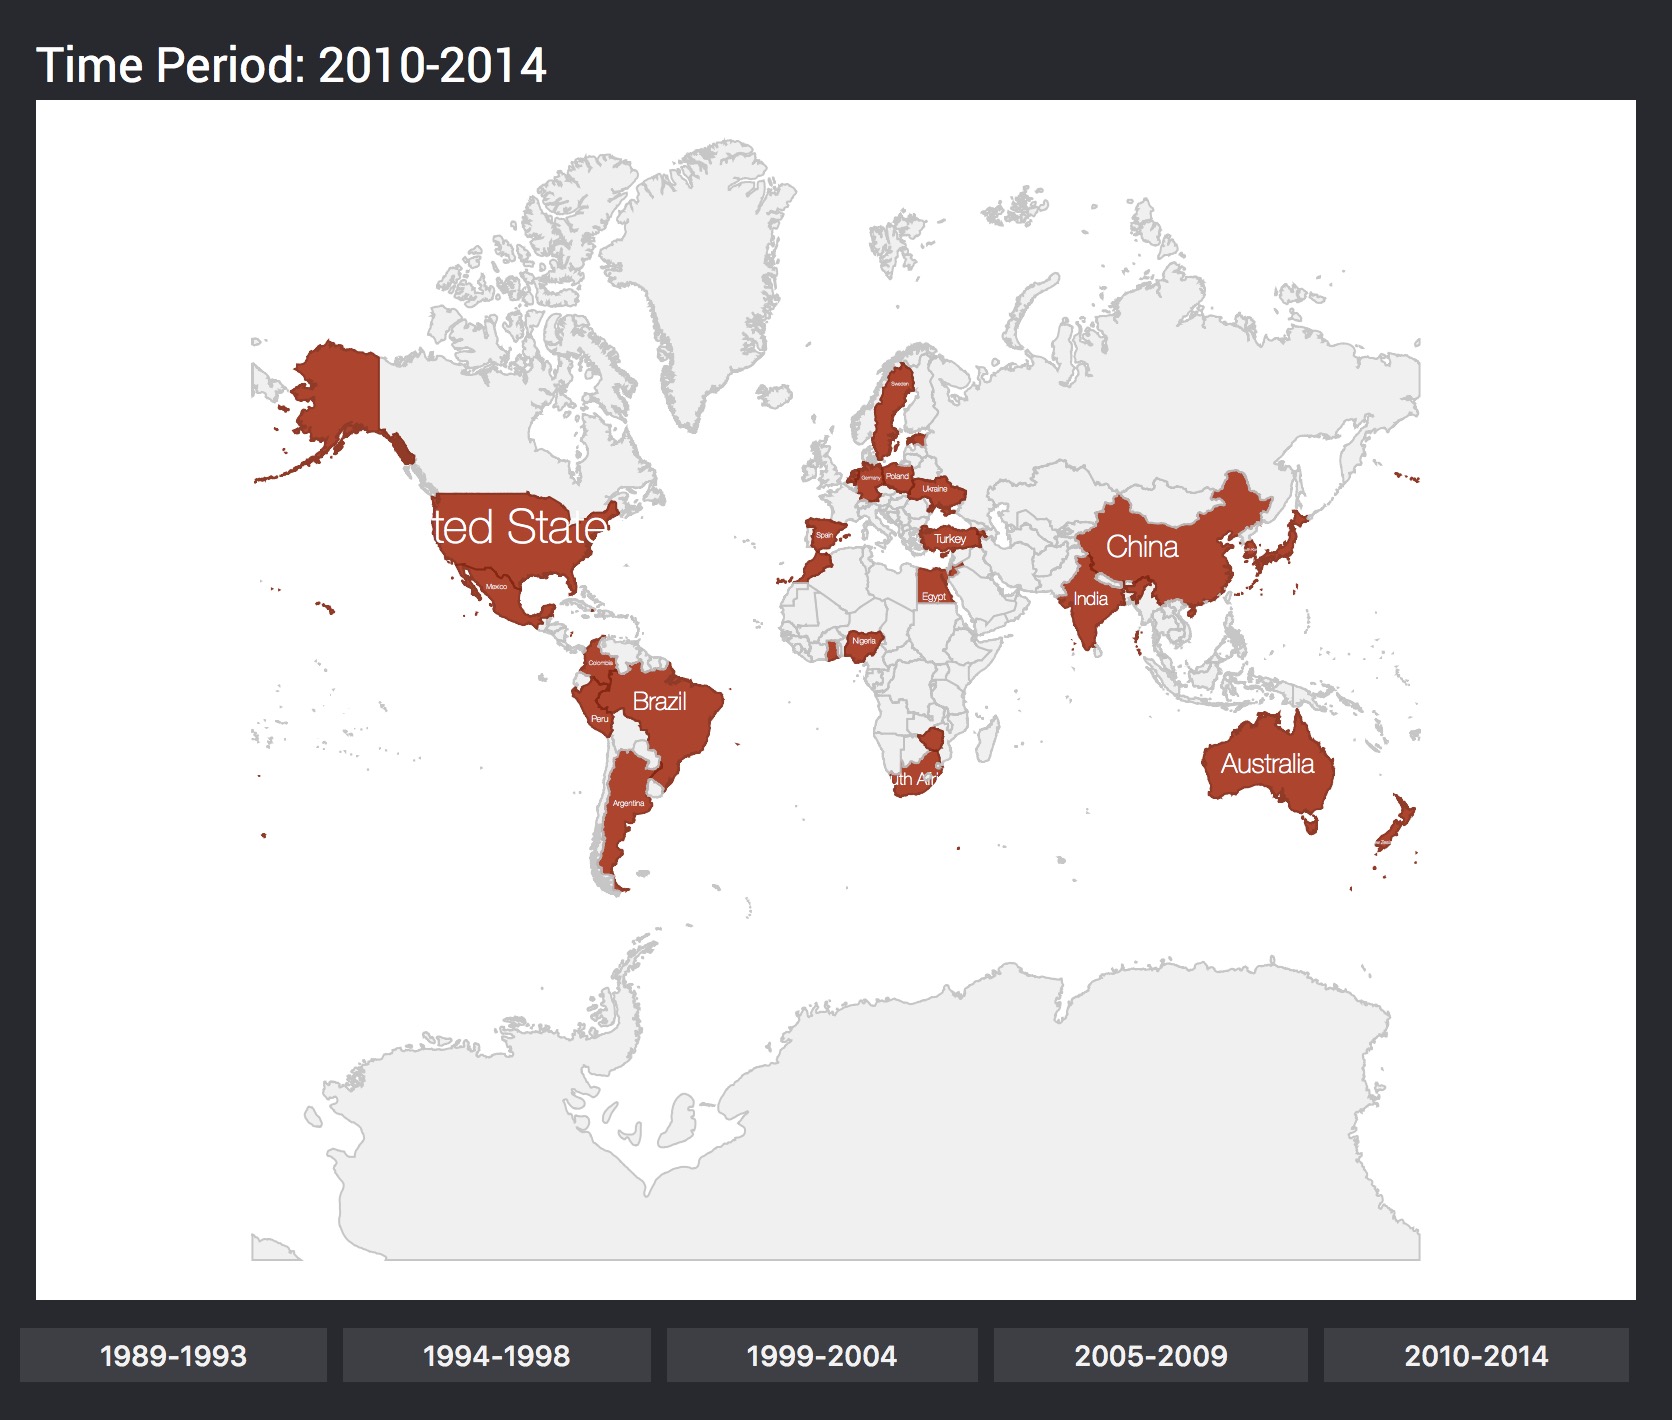 Time Period: 2010-2014
Sweden
Germany
Poland
Ukraine
ted State
Spain
Turkey
China
Mexico
Egypt
India
Nigeria
Colombia
Brazil
Peru
Australia
uth Afri
Argentina
1989-1993
1994-1998
1999-2004
2005-2009
2010-2014